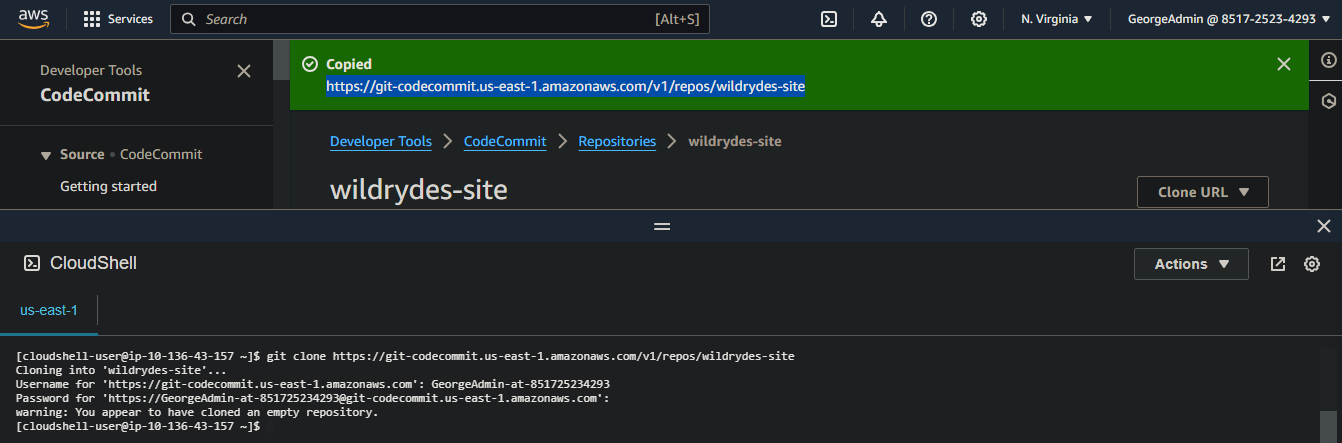 aws Services Search [Alt+S] N. Virginia GeorgeAdmin @ 8517-2523-4293
Developer Tools
CodeCommit
Source • CodeCommit
Getting started
Copied
https://git-codecommit.us-east-1.amazonaws.com/v1/repos/wildrydes-site
Developer Tools > CodeCommit > Repositories > wildrydes-site
wildrydes-site
Clone URL
CloudShell
Actions
us-east-1
[cloudshell-user@ip-10-136-43-157 ~]$ git clone https://git-codecommit.us-east-1.amazonaws.com/v1/repos/wildrydes-site
Cloning into 'wildrydes-site'...
Username for 'https://git-codecommit.us-east-1.amazonaws.com': GeorgeAdmin-at-851725234293
Password for 'https://GeorgeAdmin-at-851725234293@git-codecommit.us-east-1.amazonaws.com':
warning: You appear to have cloned an empty repository.
[cloudshell-user@ip-10-136-43-157 ~]$